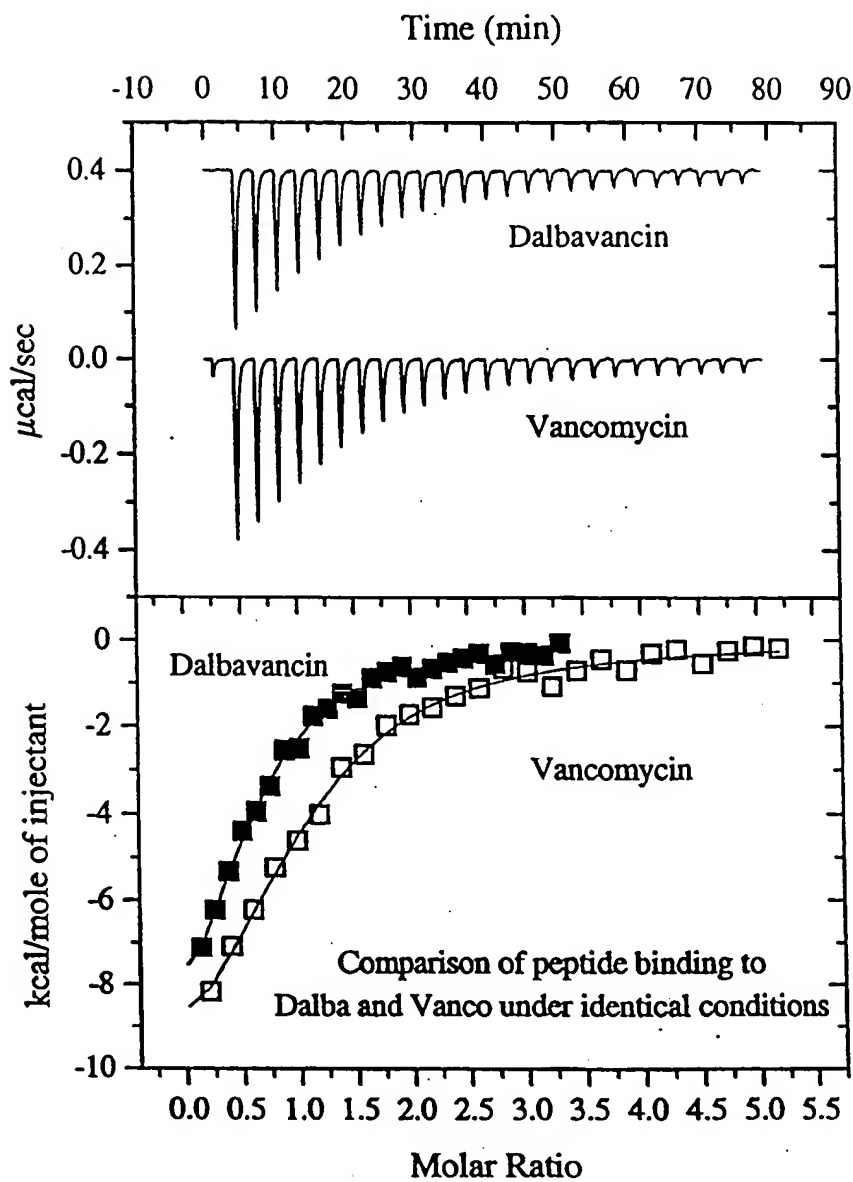 Time (min)
-10 0 10 20 30 40 50 60 70 80 90
0.4
Dalbavancin
0.2
0.0
μcal/sec
Vancomycin
-0.2
-0.4
0
Dalbavancin
-2
Vancomycin
kcal/mole of injectant
-4
-6
Comparison of peptide binding to
-8
Dalba and Vanco under identical conditions
-10
0.0 0.5 1.0 1.5 2.0 2.5 3.0 3.5 4.0 4.5 5.0 5.5
Molar Ratio